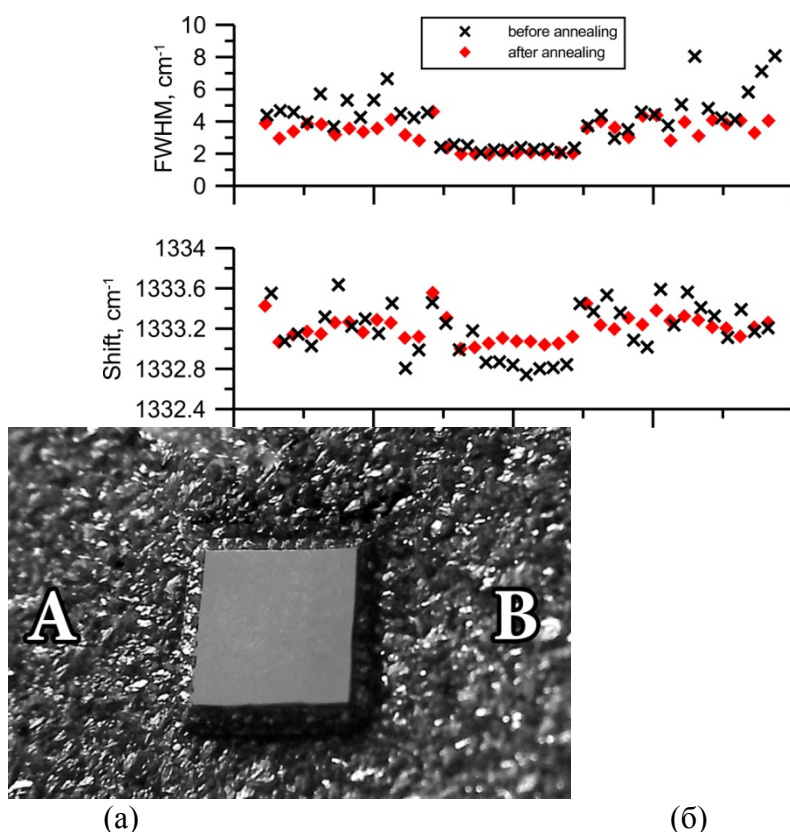 10
8
6
4
2
0
FWHM, cm⁻¹
before annealing
after annealing
1334
1333.6
1333.2
1332.8
1332.4
Shift, cm⁻¹
A B
(а) (б)